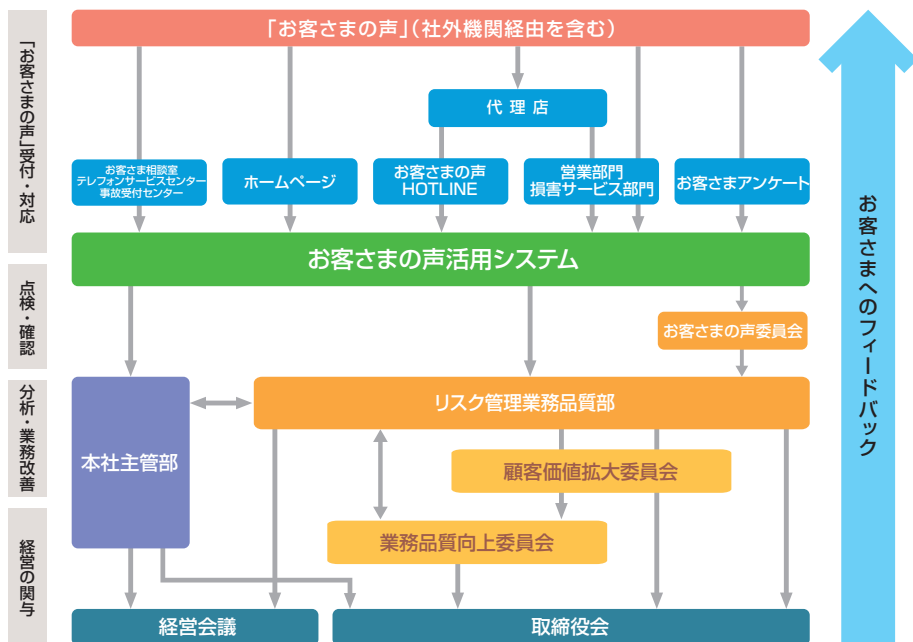 「お客さまの声」（社外機関経由を含む）
代理店
お客さま相談室
テレフォンサービスセンター
事故受付センター
ホームページ
お客さまの声
HOTLINE
営業部門
損害サービス部門
お客さまアンケート
お客さまの声活用システム
お客さまの声委員会
リスク管理業務品質部
本社主管部
顧客価値拡大委員会
業務品質向上委員会
経営会議
取締役会
「お客さまの声」受付・対応
点検・確認
分析・業務改善
経営の関与
お客さまへのフィードバック